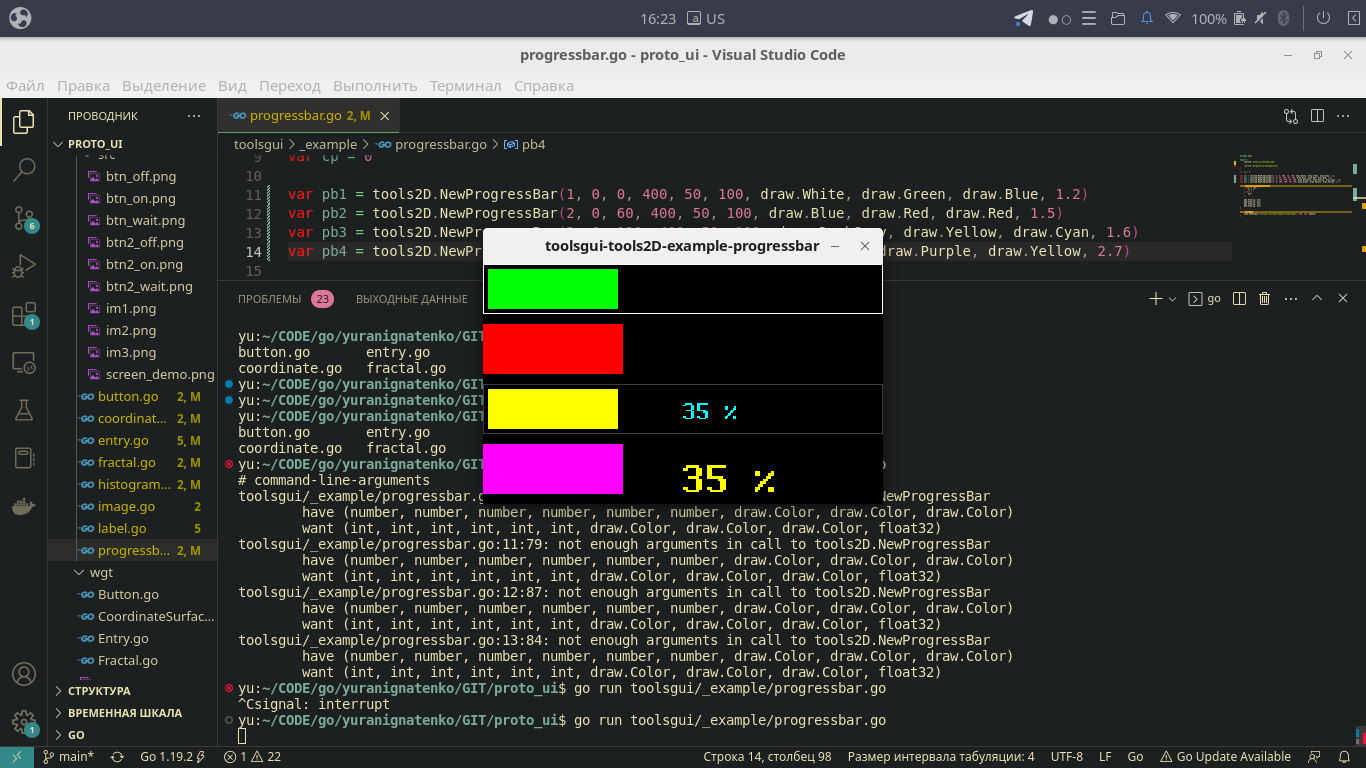 16:23 a US
100%
progressbar.go - proto_ui - Visual Studio Code
Файл Правка Выделение Вид Переход Выполнить Терминал Справка
ПРОВОДНИК
PROTO_UI
src
btn_off.png
btn_on.png
btn_wait.png
btn2_off.png
btn2_on.png
btn2_wait.png
im1.png
im2.png
im3.png
screen_demo.png
button.go 2, M
coordinat... 2, M
entry.go 5, M
fractal.go 2, M
histogram... 2, M
image.go 2
label.go 5
progressb... 2, M
wgt
Button.go
CoordinateSurfac...
Entry.go
Fractal.go
СТРУКТУРА
ВРЕМЕННАЯ ШКАЛА
GO
6
1
1
progressbar.go 2, M
toolsgui > _example > progressbar.go > pb4
9 var cp = 0
10
11 var pb1 = tools2D.NewProgressBar(1, 0, 0, 400, 50, 100, draw.White, draw.Green, draw.Blue, 1.2)
12 var pb2 = tools2D.NewProgressBar(2, 0, 60, 400, 50, 100, draw.Blue, draw.Red, draw.Red, 1.5)
13 var pb3 = tools2D.NewPro draw.Yellow, draw.Cyan, 1.6)
14 var pb4 = tools2D.NewPro draw.Purple, draw.Yellow, 2.7)
15
toolsgui-tools2D-example-progressbar
35 %
35 %
ПРОБЛЕМЫ 23 ВЫХОДНЫЕ ДАННЫЕ
go
yu:~/CODE/go/yuranignatenko/GIT
button.go entry.go
coordinate.go fractal.go
yu:~/CODE/go/yuranignatenko/GIT
yu:~/CODE/go/yuranignatenko/GIT
yu:~/CODE/go/yuranignatenko/GIT
button.go entry.go
coordinate.go fractal.go
yu:~/CODE/go/yuranignatenko/GIT
# command-line-arguments
toolsgui/_example/progressbar.g NewProgressBar
have (number, number, number, number, number, number, draw.Color, draw.Color, draw.Color)
want (int, int, int, int, int, int, draw.Color, draw.Color, draw.Color, float32)
toolsgui/_example/progressbar.go:11:79: not enough arguments in call to tools2D.NewProgressBar
have (number, number, number, number, number, number, draw.Color, draw.Color, draw.Color)
want (int, int, int, int, int, int, draw.Color, draw.Color, draw.Color, float32)
toolsgui/_example/progressbar.go:12:87: not enough arguments in call to tools2D.NewProgressBar
have (number, number, number, number, number, number, draw.Color, draw.Color, draw.Color)
want (int, int, int, int, int, int, draw.Color, draw.Color, draw.Color, float32)
toolsgui/_example/progressbar.go:13:84: not enough arguments in call to tools2D.NewProgressBar
have (number, number, number, number, number, number, draw.Color, draw.Color, draw.Color)
want (int, int, int, int, int, int, draw.Color, draw.Color, draw.Color, float32)
yu:~/CODE/go/yuranignatenko/GIT/proto_ui$ go run toolsgui/_example/progressbar.go
^Csignal: interrupt
yu:~/CODE/go/yuranignatenko/GIT/proto_ui$ go run toolsgui/_example/progressbar.go
main* Go 1.19.2 1 22 Строка 14, столбец 98 Размер интервала табуляции: 4 UTF-8 LF Go Go Update Available